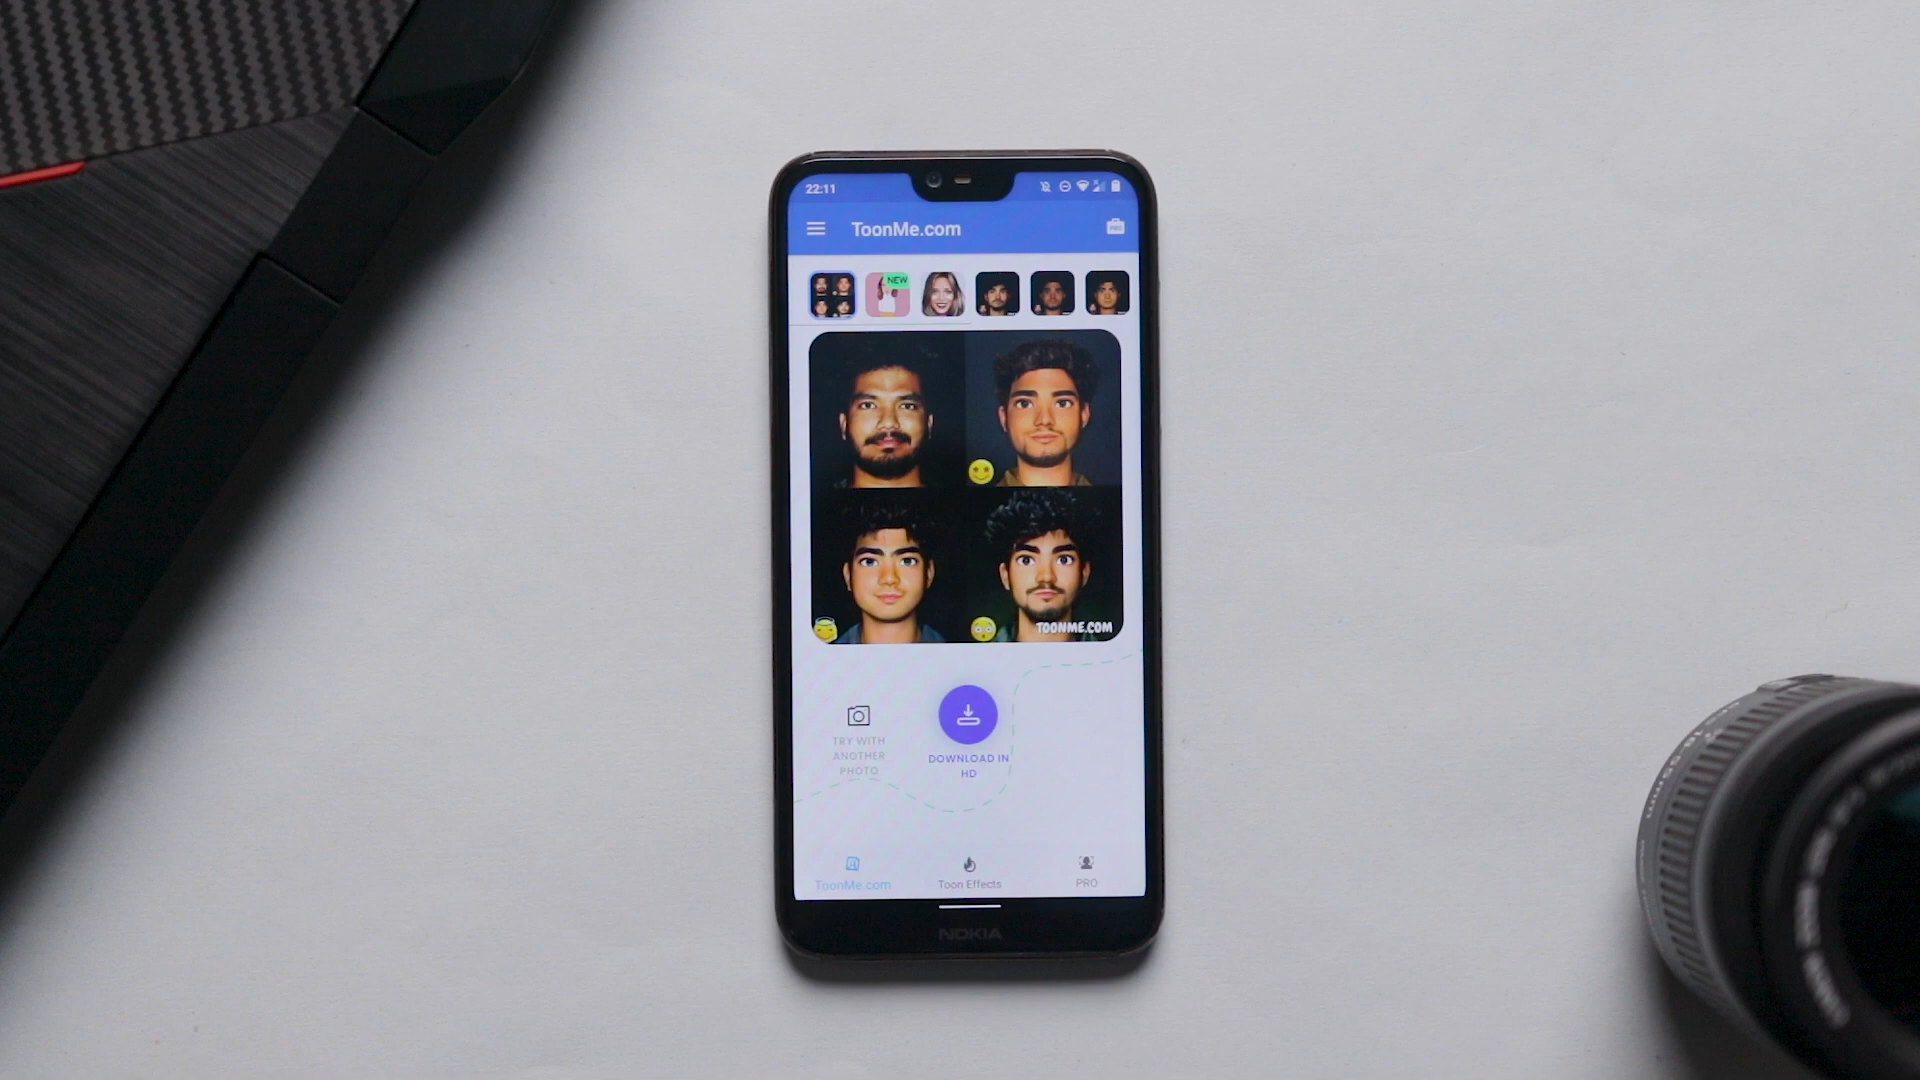 22:11
ToonMe.com
PRO
NEW
TOONME.COM
TRY WITH
ANOTHER
PHOTO
DOWNLOAD IN
HD
ToonMe.com
Toon Effects
PRO
NOKIA